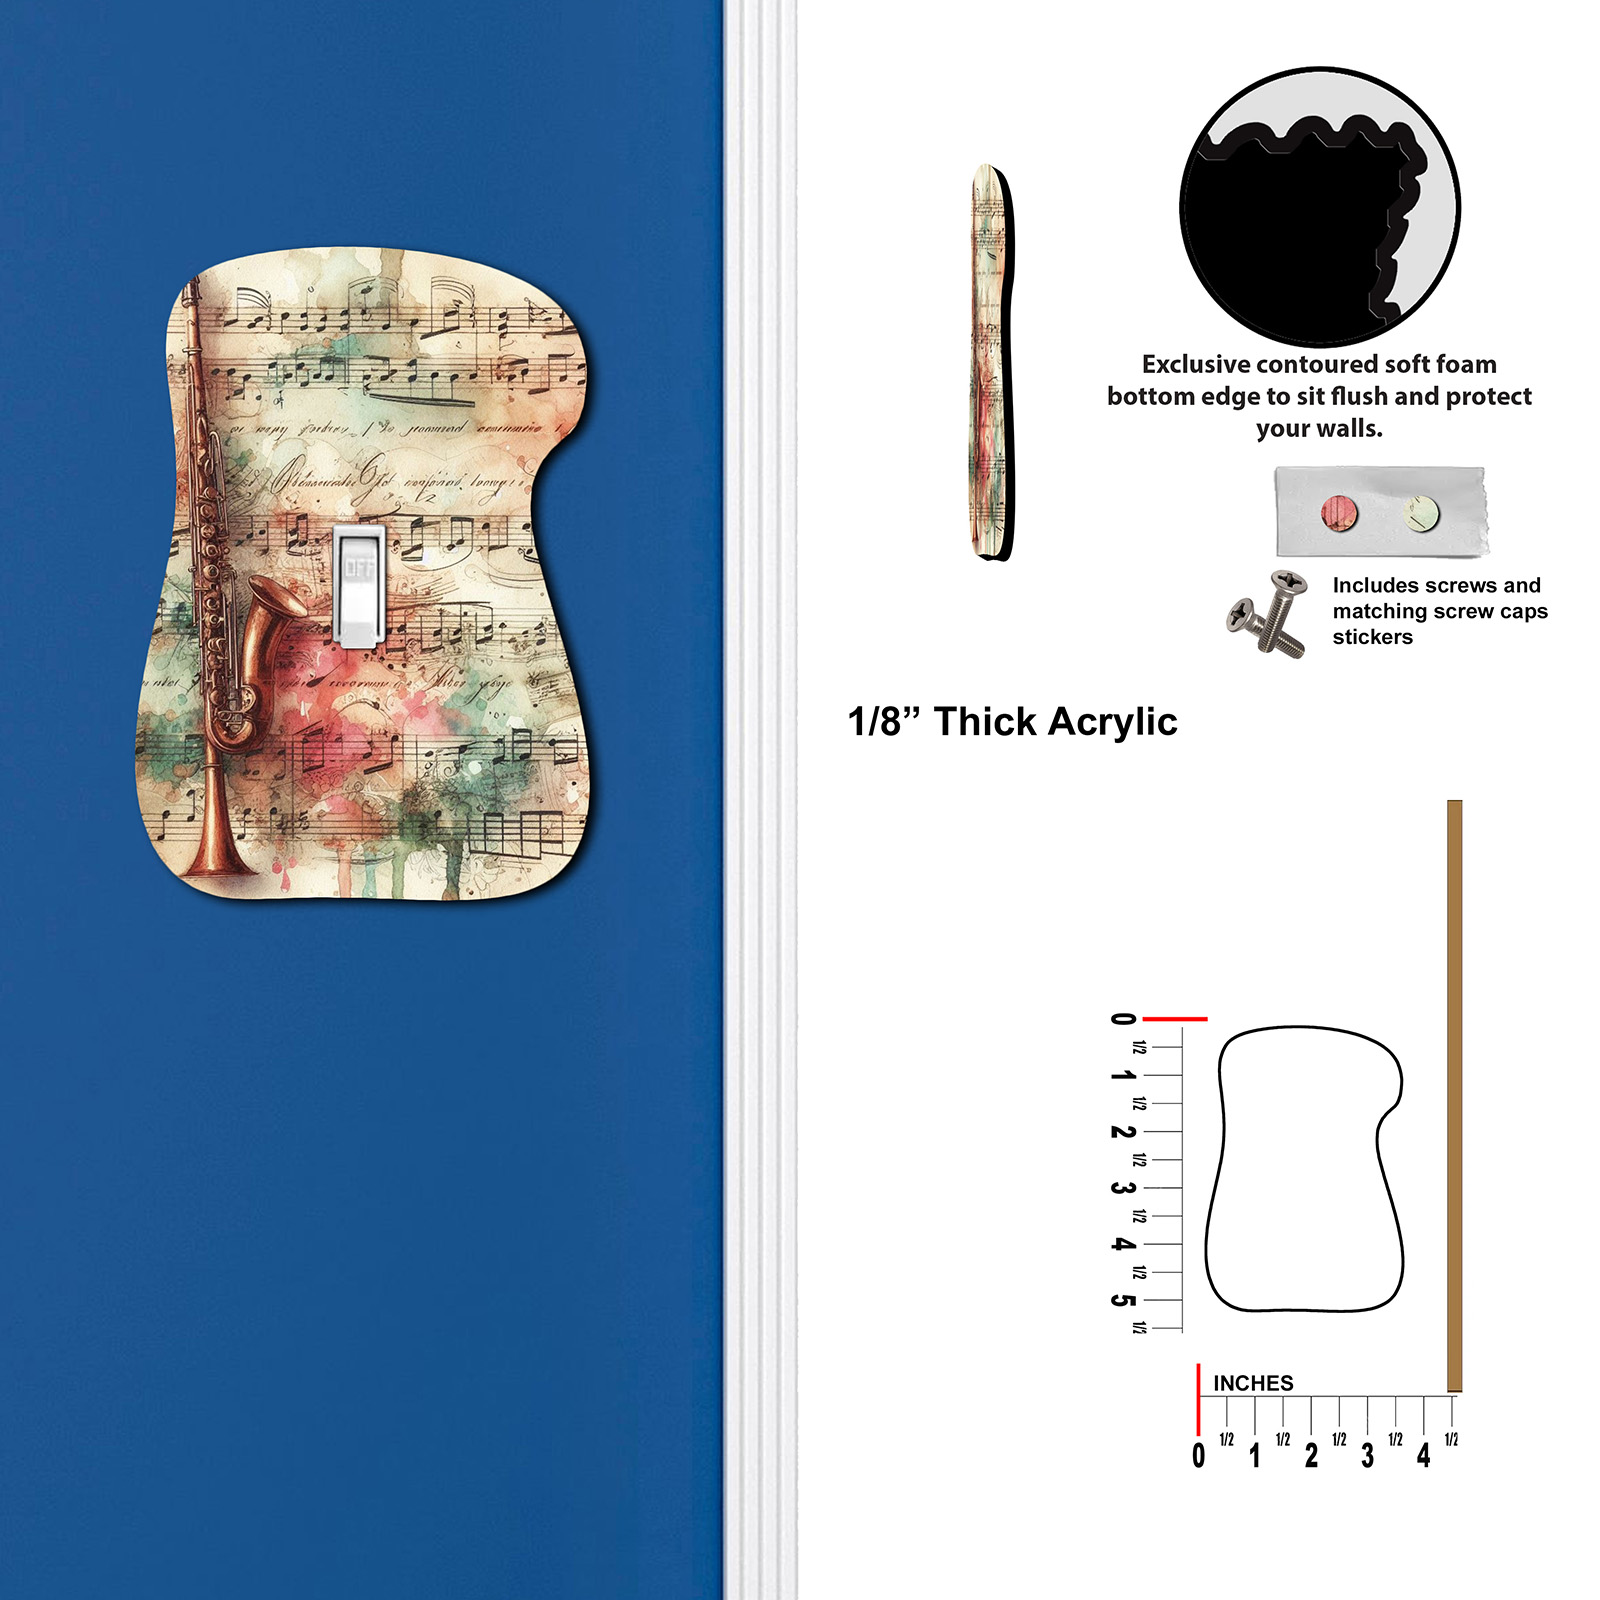 OFF
Exclusive contoured soft foam
bottom edge to sit flush and protect
your walls.
Includes screws and
matching screw caps
stickers
1/8” Thick Acrylic
0
1/2
1
1/2
2
1/2
3
1/2
4
1/2
5
1/2
INCHES
0 1/2 1 1/2 2 1/2 3 1/2 4 1/2